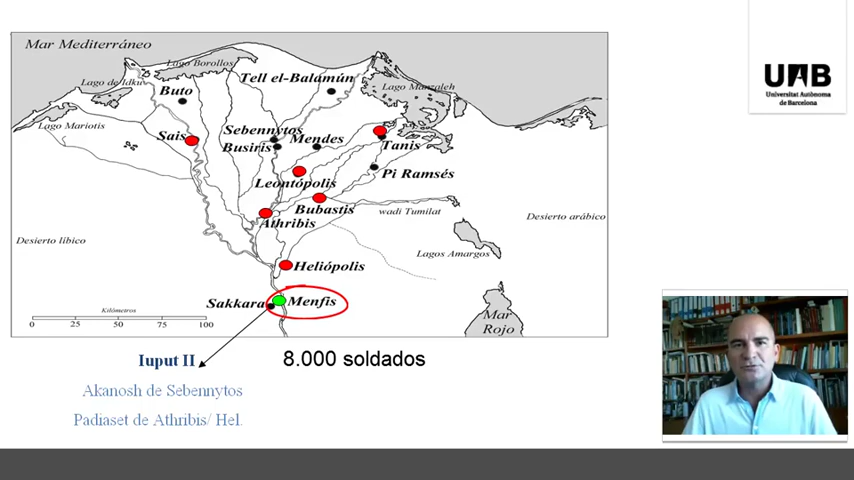 Mar Mediterráneo
Lago Borollos
Lago de Idku
Tell el-Balamún
Lago Manzaleh
Buto
Lago Mariotis
Sais
Sebennytos
Busiris
Mendes
Tanis
Pi Ramsés
Leontópolis
Bubastis
wadi Tumilat
Athribis
Desierto arábico
Desierto líbico
Lagos Amargos
Heliópolis
Sakkara
Menfis
Kilómetros
0 25 50 75 100
Mar
Rojo
Iuput II
8.000 soldados
Akanosh de Sebennytos
Padiaset de Athribis/ Hel.
UAB
Universitat Autònoma
de Barcelona